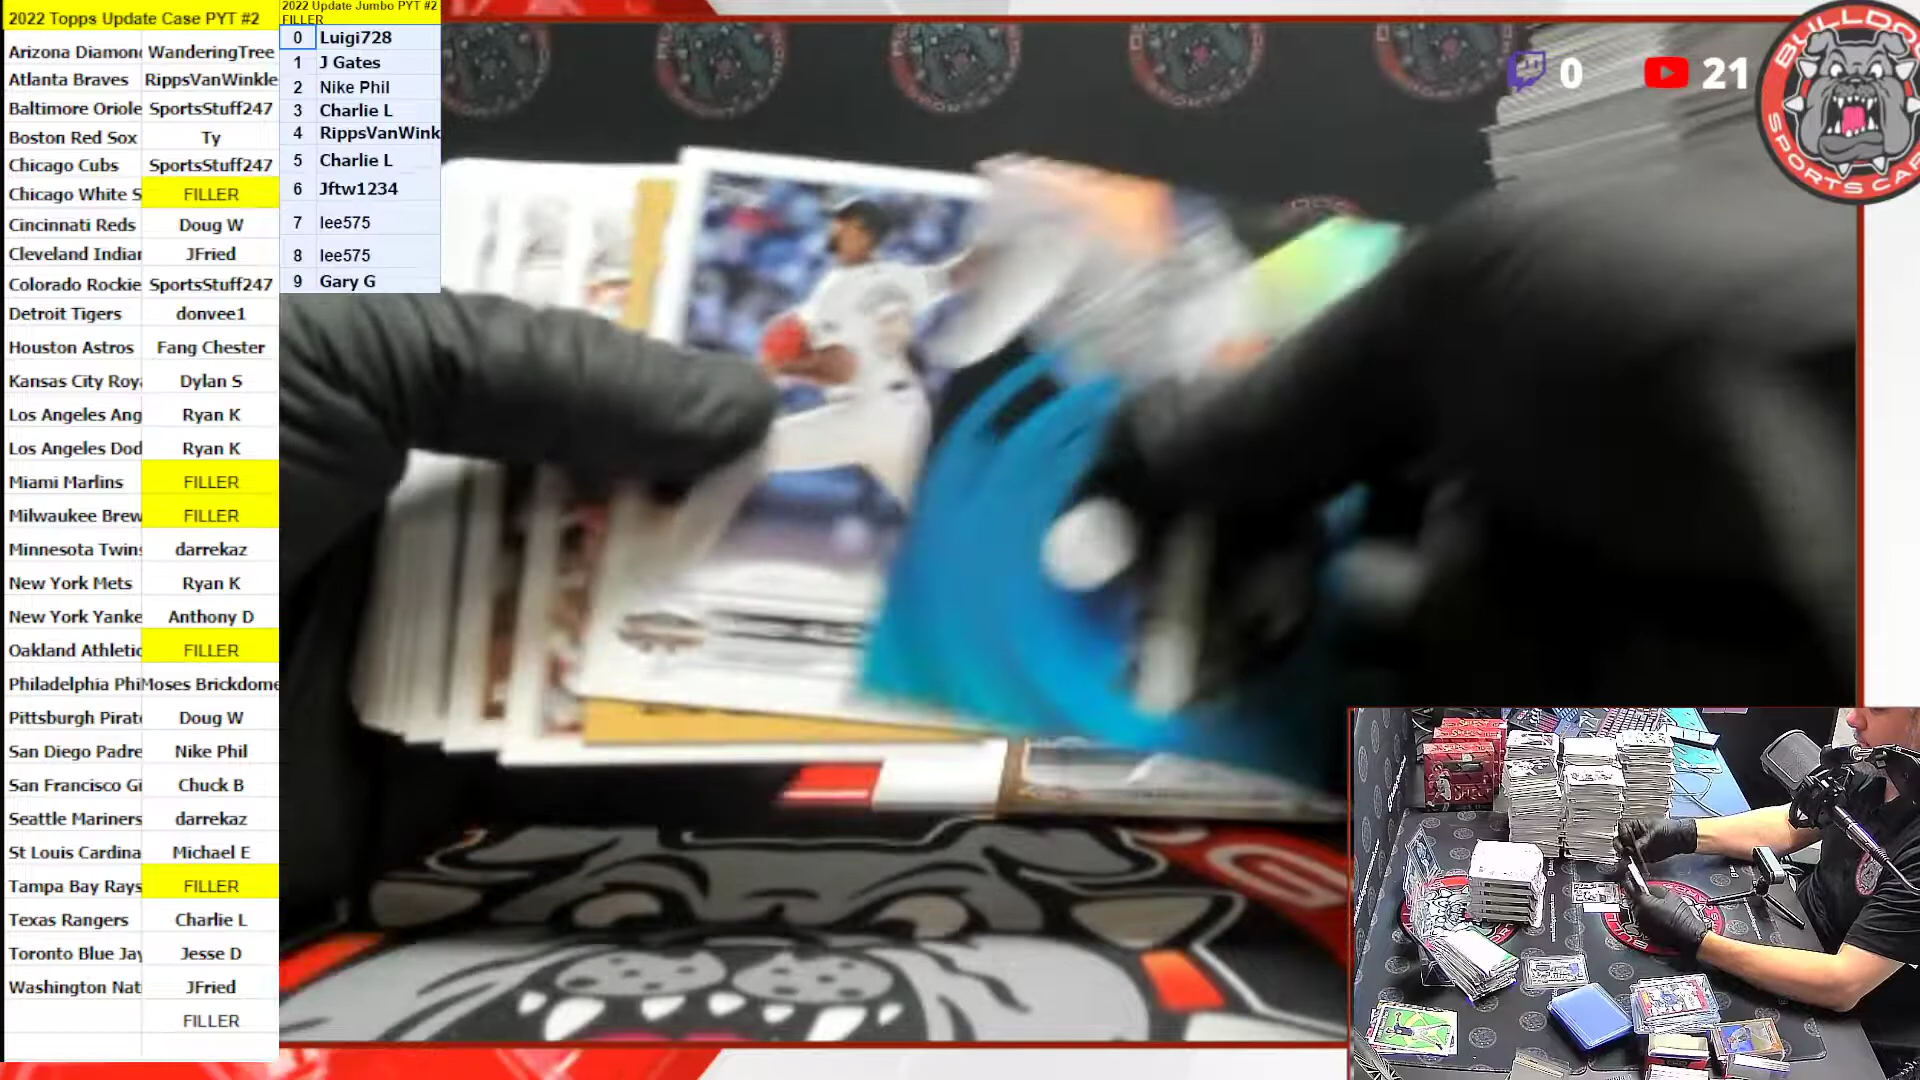 2022 Topps Update Case PYT #2
Arizona Diamon WanderingTree
Atlanta Braves RippsVanWinkle
Baltimore Oriole SportsStuff247
Boston Red Sox Ty
Chicago Cubs SportsStuff247
Chicago White S FILLER
Cincinnati Reds Doug W
Cleveland Indian JFried
Colorado Rockie SportsStuff247
Detroit Tigers donvee1
Houston Astros Fang Chester
Kansas City Roy Dylan S
Los Angeles Ang Ryan K
Los Angeles Dod Ryan K
Miami Marlins FILLER
Milwaukee Brew FILLER
Minnesota Twins darrekaz
New York Mets Ryan K
New York Yanke Anthony D
Oakland Athletic FILLER
Philadelphia Phi Moses Brickdome
Pittsburgh Pirat Doug W
San Diego Padre Nike Phil
San Francisco Gi Chuck B
Seattle Mariners darrekaz
St Louis Cardina Michael E
Tampa Bay Rays FILLER
Texas Rangers Charlie L
Toronto Blue Jay Jesse D
Washington Nat JFried
FILLER
2022 Update Jumbo PYT #2
FILLER
0 Luigi728
1 J Gates
2 Nike Phil
3 Charlie L
4 RippsVanWink
5 Charlie L
6 Jftw1234
7 lee575
8 lee575
9 Gary G
0
21
BULLDOG
SPORTS CAR